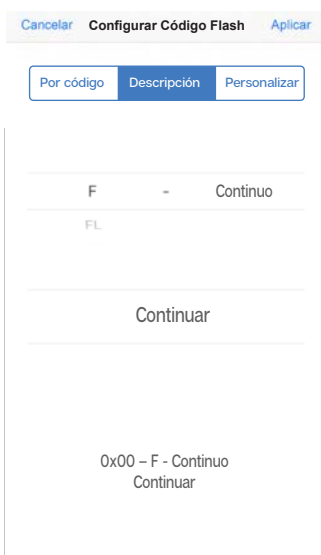 Cancelar Configurar Código Flash Aplicar
Por código Descripción Personalizar
F - Continuo
FL
Continuar
0x00 – F - Continuo
Continuar